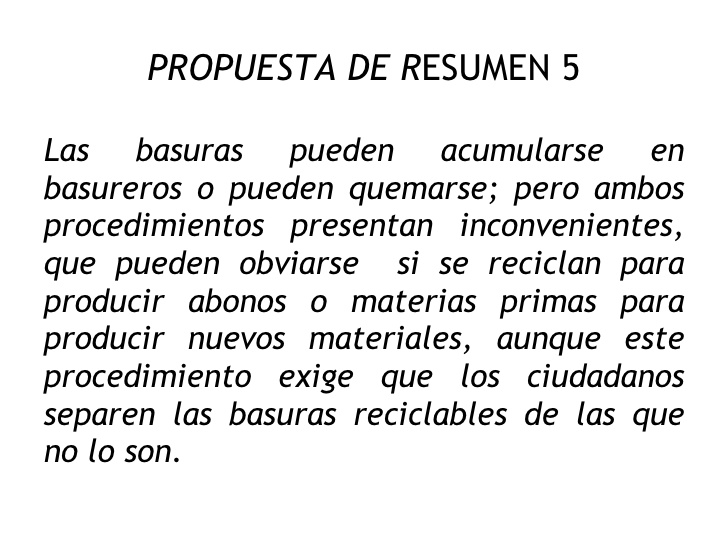 PROPUESTA DE RESUMEN 5
Las basuras pueden acumularse en
basureros o pueden quemarse; pero ambos
procedimientos presentan inconvenientes,
que pueden obviarse si se reciclan para
producir abonos o materias primas para
producir nuevos materiales, aunque este
procedimiento exige que los ciudadanos
separen las basuras reciclables de las que
no lo son.